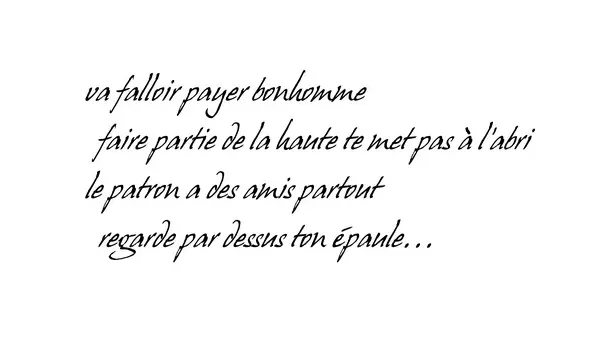 va falloir payer bonhomme
faire partie de la haute te met pas à l'abri
le patron a des amis partout
regarde par dessus ton épaule...